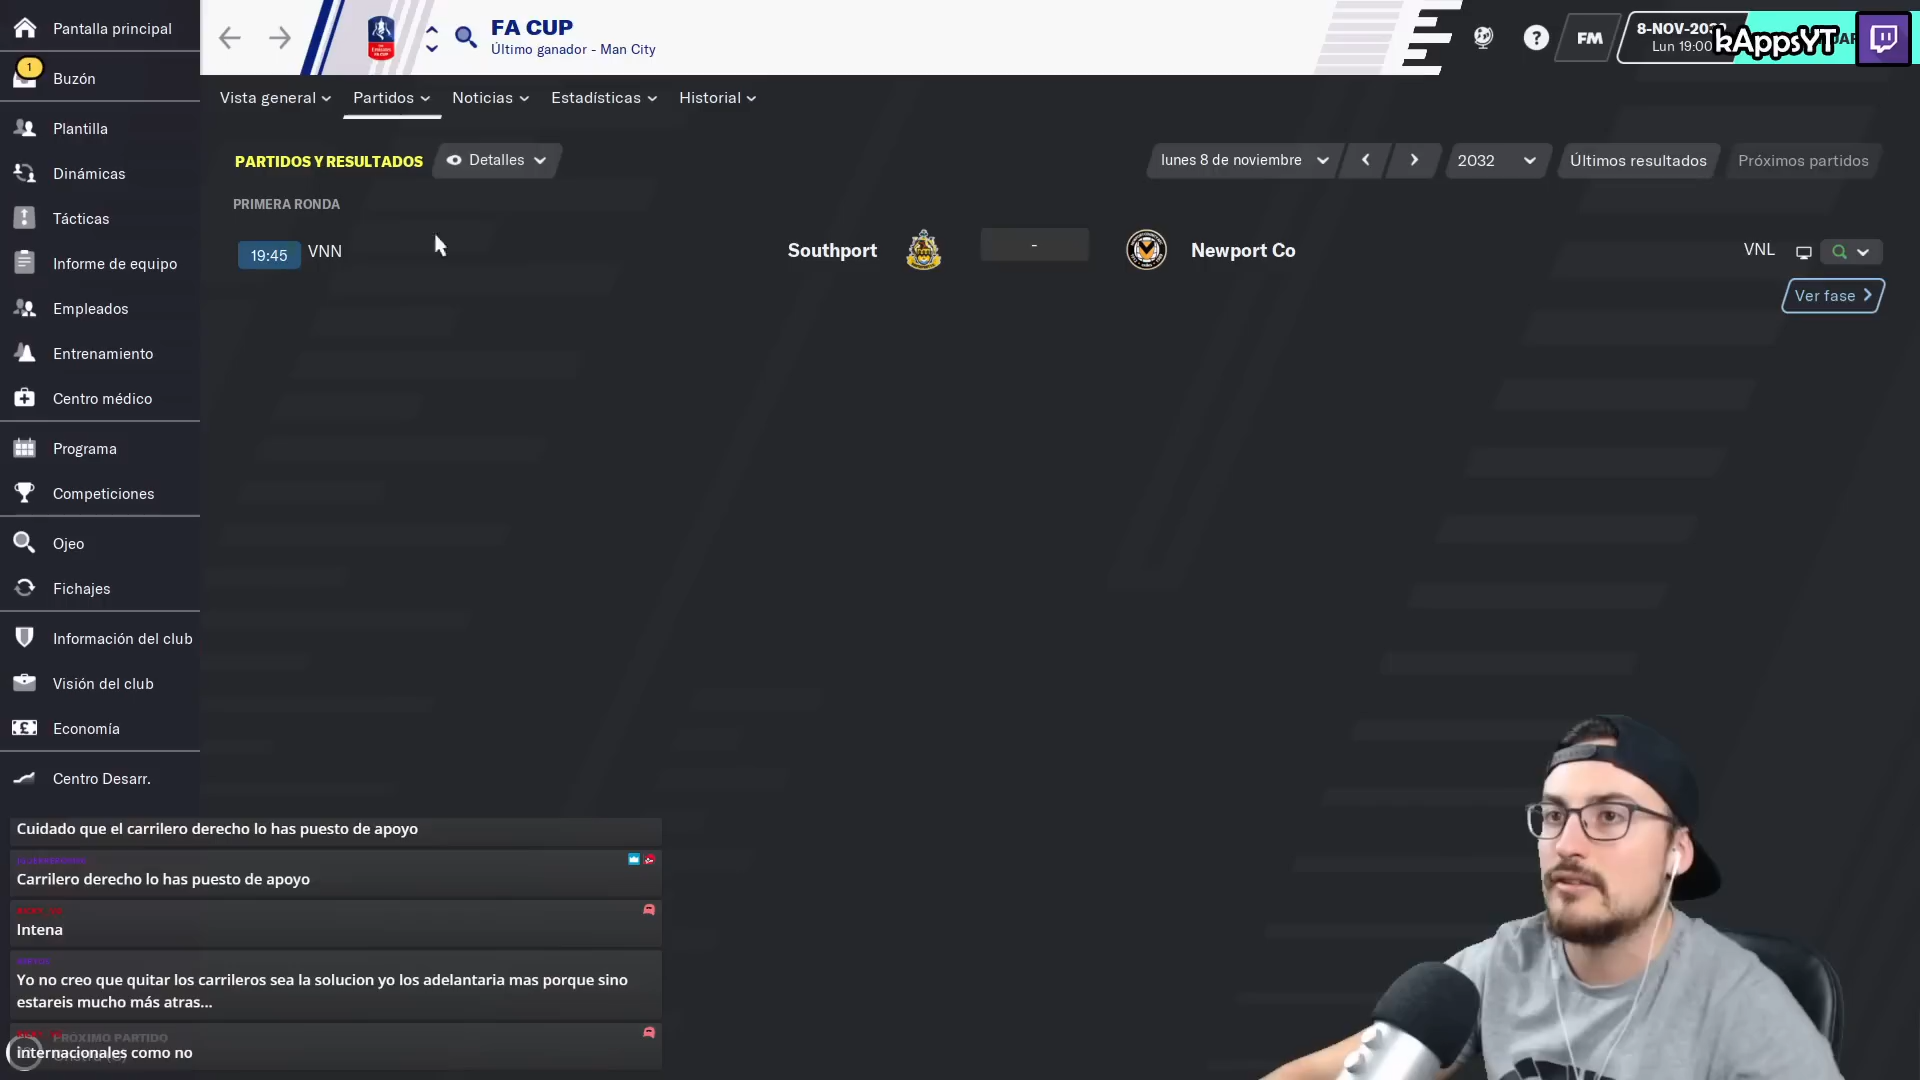 Pantalla principal
FA CUP
Último ganador - Man City
FM
Lun 19:00
kAppsYT
1
Buzón
Vista general
Partidos
Noticias
Estadísticas
Historial
Plantilla
PARTIDOS Y RESULTADOS
Detalles
lunes 8 de noviembre
2032
Últimos resultados
Próximos partidos
Dinámicas
PRIMERA RONDA
Tácticas
19:45
VNN
Southport
-
Newport Co
VNL
Informe de equipo
Ver fase
Empleados
Entrenamiento
Centro médico
Programa
Competiciones
Ojeo
Fichajes
Información del club
Visión del club
Economía
Centro Desarr.
Cuidado que el carrilero derecho lo has puesto de apoyo
Carrilero derecho lo has puesto de apoyo
Intena
Yo no creo que quitar los carrileros sea la solucion yo los adelantaria mas porque sino
estareis mucho más atras...
PRÓXIMO PARTIDO
internacionales como no